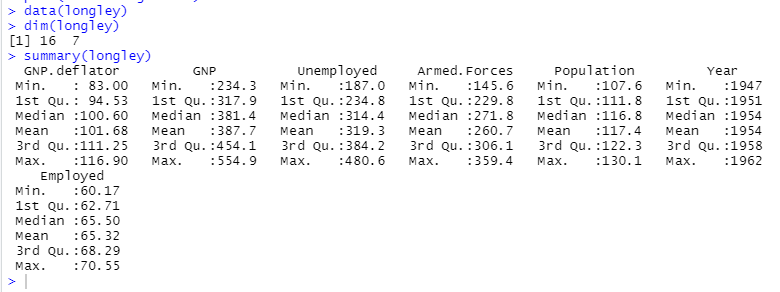 > data(longley)
> dim(longley)
[1] 16  7
> summary(longley)
  GNP.deflator         GNP          Unemployed     Armed.Forces     Population         Year
 Min.   : 83.00   Min.   :234.3   Min.   :187.0   Min.   :145.6   Min.   :107.6   Min.   :1947
 1st Qu.: 94.53   1st Qu.:317.9   1st Qu.:234.8   1st Qu.:229.8   1st Qu.:111.8   1st Qu.:1951
 Median :100.60   Median :381.4   Median :314.4   Median :271.8   Median :116.8   Median :1954
 Mean   :101.68   Mean   :387.7   Mean   :319.3   Mean   :260.7   Mean   :117.4   Mean   :1954
 3rd Qu.:111.25   3rd Qu.:454.1   3rd Qu.:384.2   3rd Qu.:306.1   3rd Qu.:122.3   3rd Qu.:1958
 Max.   :116.90   Max.   :554.9   Max.   :480.6   Max.   :359.4   Max.   :130.1   Max.   :1962
    Employed
 Min.   :60.17
 1st Qu.:62.71
 Median :65.50
 Mean   :65.32
 3rd Qu.:68.29
 Max.   :70.55
>